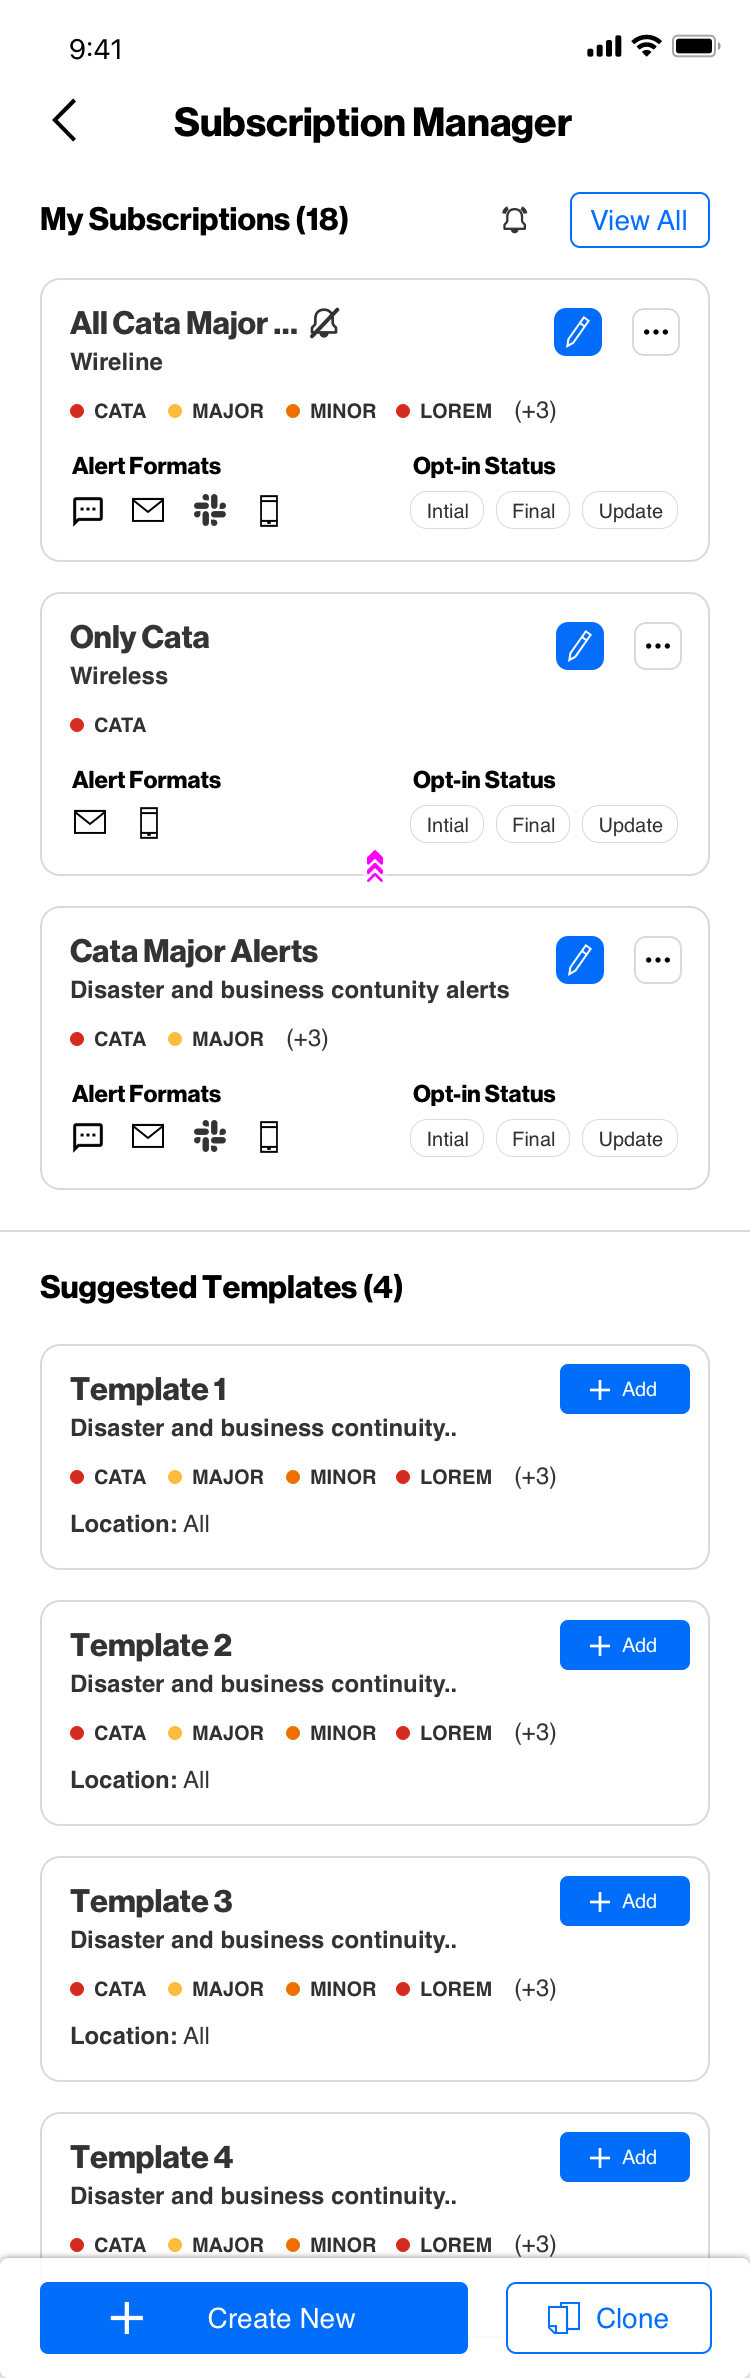 9:41
Subscription Manager
My Subscriptions (18)
View All
All Cata Major ...
Wireline
CATA MAJOR MINOR LOREM (+3)
Alert Formats Opt-in Status
Intial Final Update
Only Cata
Wireless
CATA
Alert Formats Opt-in Status
Intial Final Update
Cata Major Alerts
Disaster and business contunity alerts
CATA MAJOR (+3)
Alert Formats Opt-in Status
Intial Final Update
Suggested Templates (4)
Template 1 Add
Disaster and business continuity..
CATA MAJOR MINOR LOREM (+3)
Location: All
Template 2 Add
Disaster and business continuity..
CATA MAJOR MINOR LOREM (+3)
Location: All
Template 3 Add
Disaster and business continuity..
CATA MAJOR MINOR LOREM (+3)
Location: All
Template 4 Add
Disaster and business continuity..
CATA MAJOR MINOR LOREM (+3)
Create New Clone